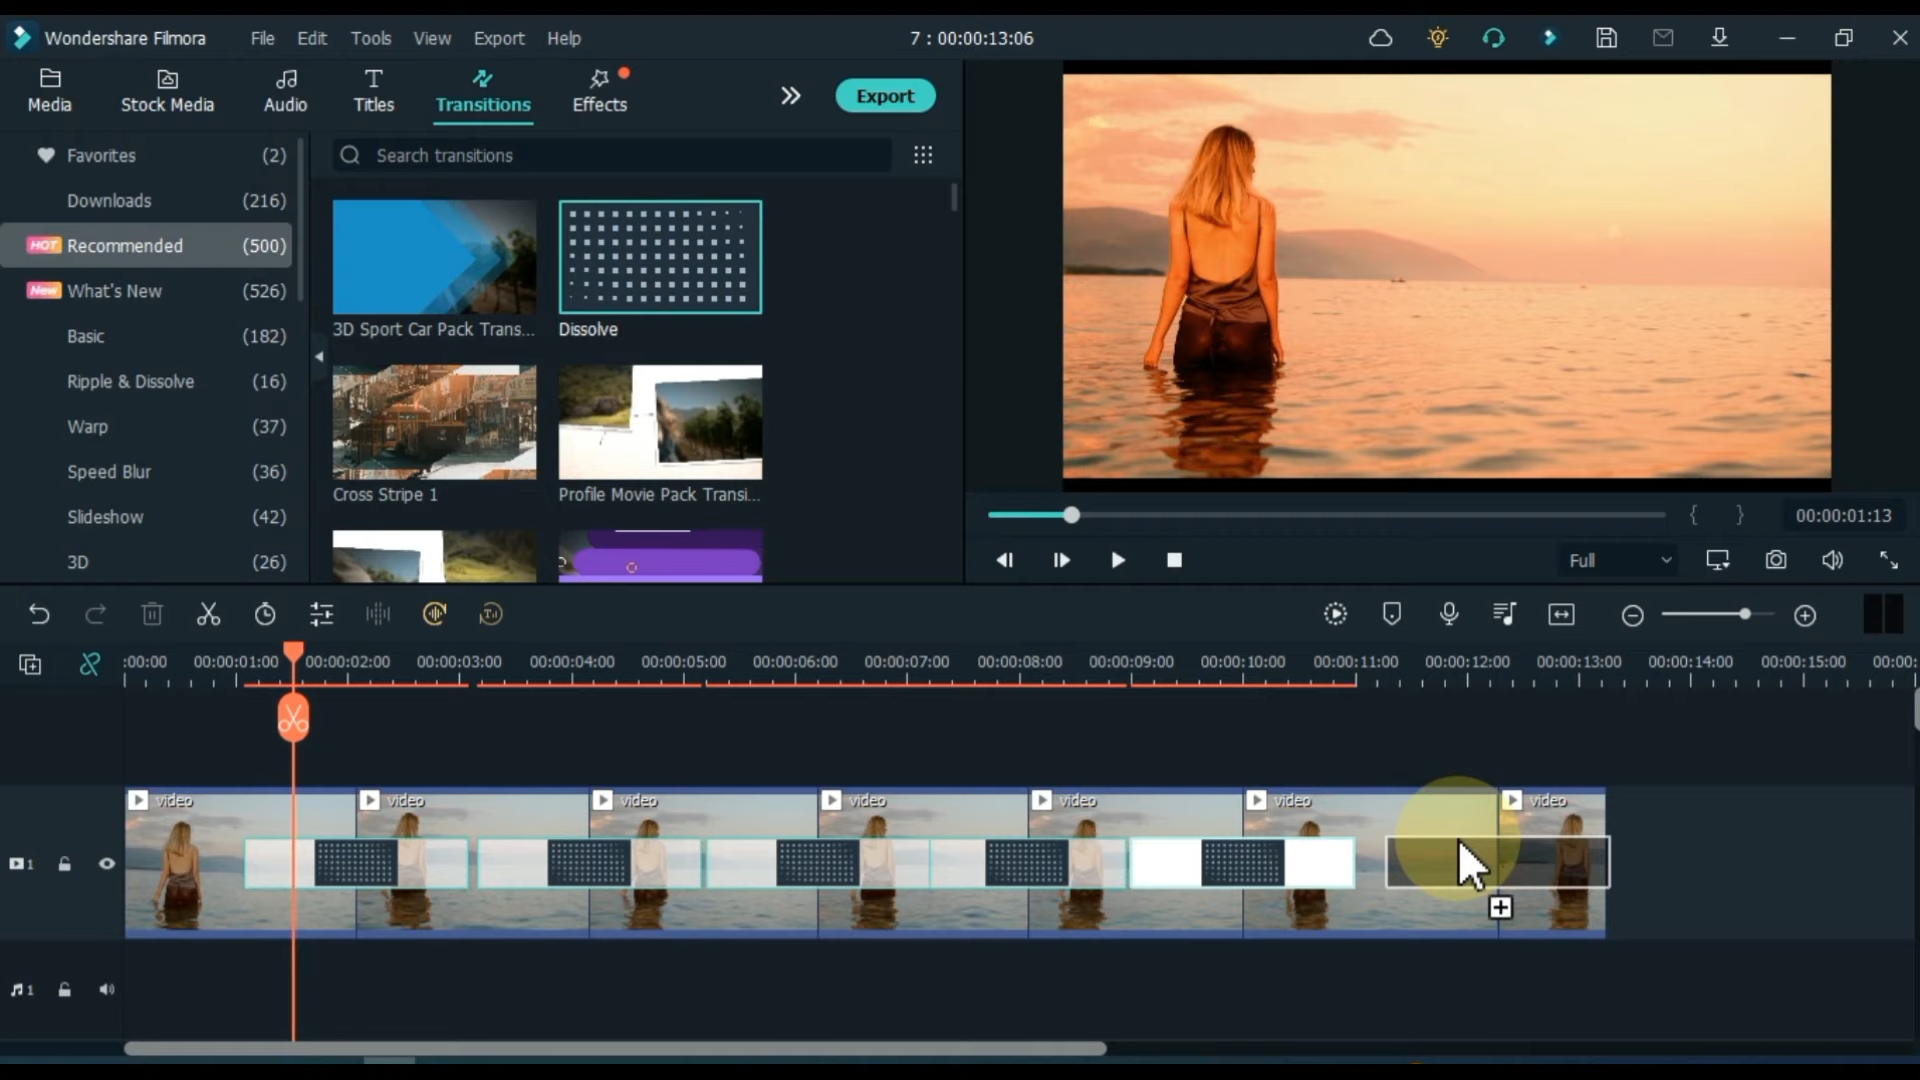 Wondershare Filmora File Edit Tools View Export Help 7 : 00:00:13:06
Media Stock Media Audio Titles Transitions Effects Export
Favorites (2)
Search transitions
Downloads (216)
HOT Recommended (500)
New What's New (526)
Basic (182)
Ripple & Dissolve (16)
Warp (37)
Speed Blur (36)
Slideshow (42)
3D (26)
3D Sport Car Pack Trans... Dissolve
Cross Stripe 1 Profile Movie Pack Transi...
{ } 00:00:01:13
Full
:00:00 00:00:01:00 00:00:02:00 00:00:03:00 00:00:04:00 00:00:05:00 00:00:06:00 00:00:07:00 00:00:08:00 00:00:09:00 00:00:10:00 00:00:11:00 00:00:12:00 00:00:13:00 00:00:14:00 00:00:15:00 00:00:
video video video video video video video
1
1